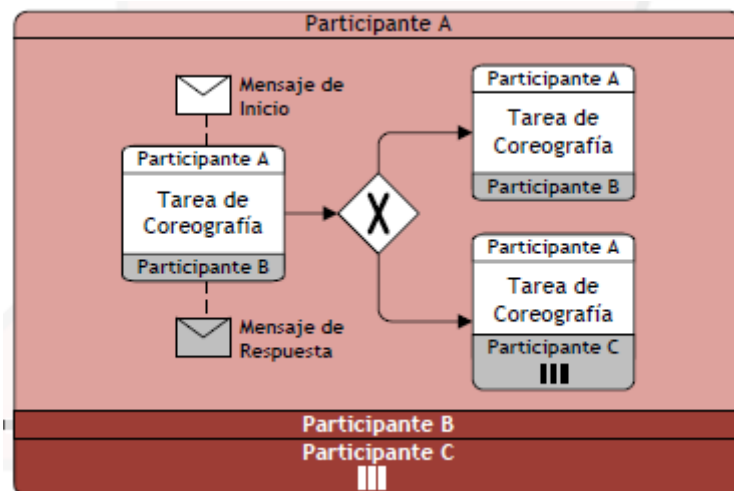 Participante A
Mensaje de
Inicio
Participante A
Tarea de
Coreografía
Participante B
Mensaje de
Respuesta
Participante A
Tarea de
Coreografía
Participante B
Participante A
Tarea de
Coreografía
Participante C
Participante B
Participante C